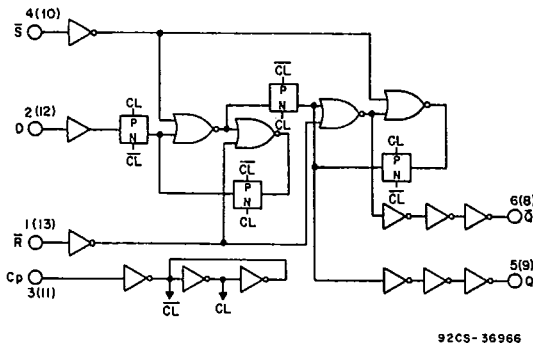 4(10)
S̅
2(12)
D
CL
P
N
C̅L̅
C̅L̅
P
N
CL
C̅L̅
P
N
CL
CL
P
N
C̅L̅
1(13)
R̅
Cp
3(11)
C̅L̅
CL
6(8)
Q̅
5(9)
Q
92CS-36966